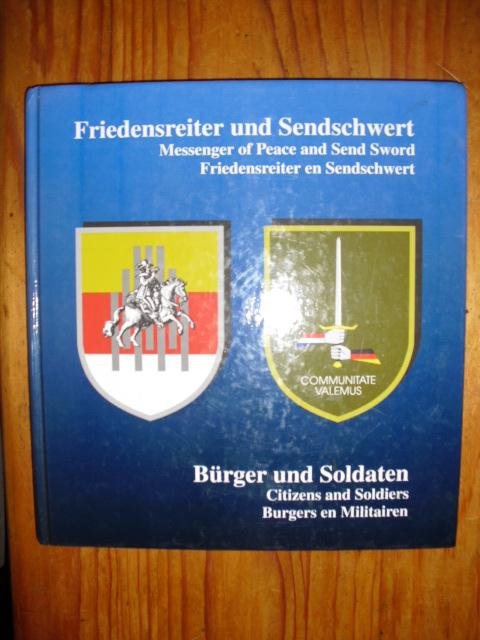 Friedensreiter und Sendschwert
Messenger of Peace and Send Sword
Friedensreiter en Sendschwert
COMMUNITATE
VALEMUS
Bürger und Soldaten
Citizens and Soldiers
Burgers en Militairen